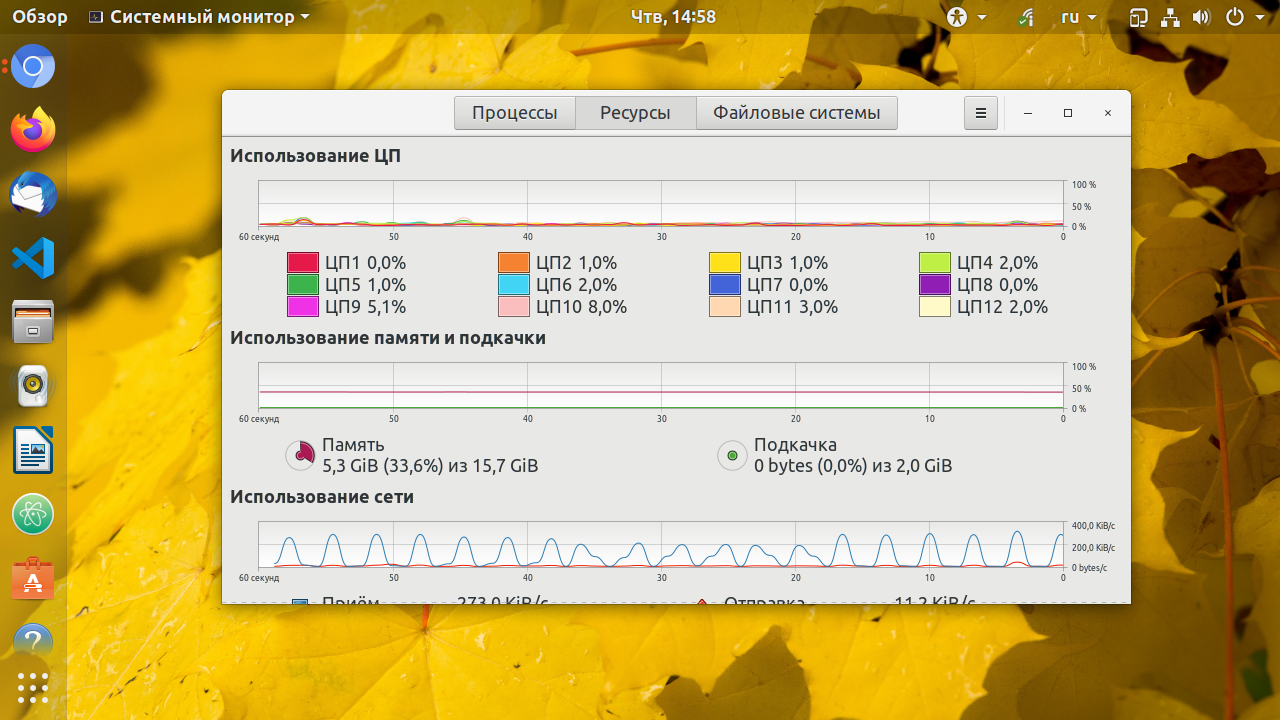 Обзор Системный монитор Чтв, 14:58 ru
Процессы Ресурсы Файловые системы
Использование ЦП
100 %
50 %
0 %
60 секунд 50 40 30 20 10 0
ЦП1 0,0% ЦП2 1,0% ЦП3 1,0% ЦП4 2,0%
ЦП5 1,0% ЦП6 2,0% ЦП7 0,0% ЦП8 0,0%
ЦП9 5,1% ЦП10 8,0% ЦП11 3,0% ЦП12 2,0%
Использование памяти и подкачки
100 %
50 %
0 %
60 секунд 50 40 30 20 10 0
Память Подкачка
5,3 GiB (33,6%) из 15,7 GiB 0 bytes (0,0%) из 2,0 GiB
Использование сети
400,0 KiB/с
200,0 KiB/с
0 bytes/с
60 секунд 50 40 30 20 10 0
Приём 273,0 KiB/с Отправка 11,2 KiB/с